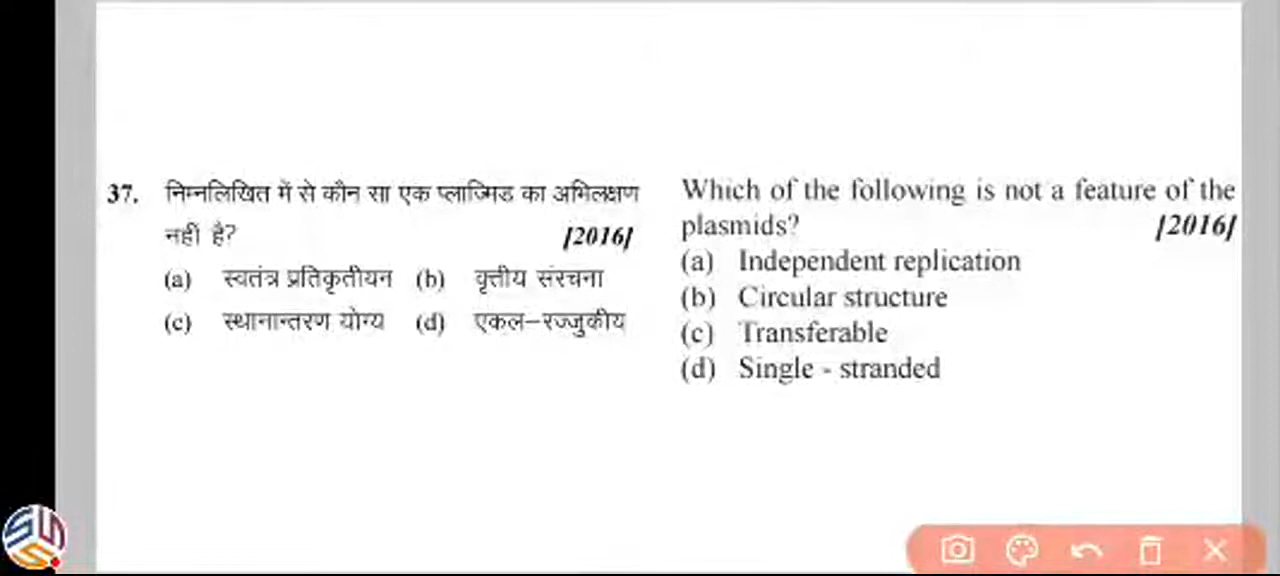 37. निम्नलिखित में से कौन सा एक प्लाज्मिड का अभिलक्षण
नहीं है? [2016]
(a) स्वतंत्र प्रतिकृतीयन (b) वृत्तीय संरचना
(c) स्थानान्तरण योग्य (d) एकल-रज्जुकीय
Which of the following is not a feature of the
plasmids? [2016]
(a) Independent replication
(b) Circular structure
(c) Transferable
(d) Single - stranded